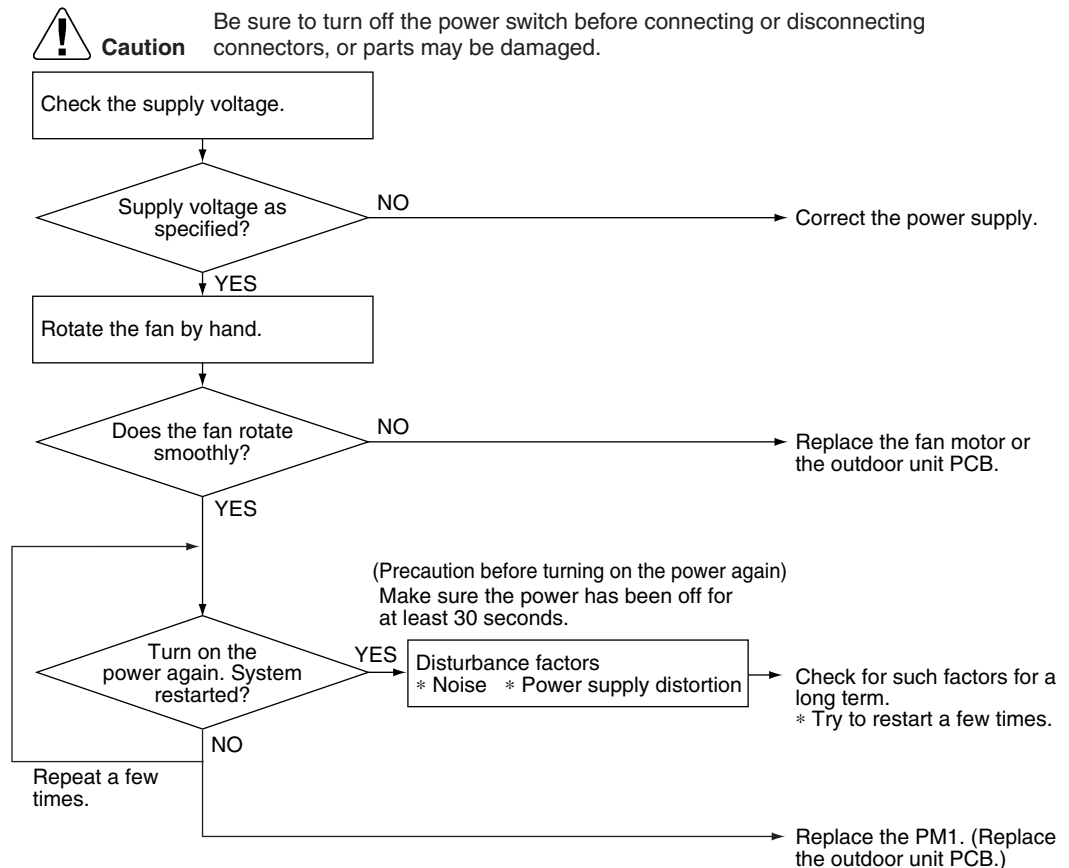 Be sure to turn off the power switch before connecting or disconnecting
Caution connectors, or parts may be damaged.
Check the supply voltage.
Supply voltage as
specified?
NO
Correct the power supply.
YES
Rotate the fan by hand.
Does the fan rotate
smoothly?
NO
Replace the fan motor or
the outdoor unit PCB.
YES
(Precaution before turning on the power again)
Make sure the power has been off for
at least 30 seconds.
Turn on the
power again. System
restarted?
YES
Disturbance factors
∗ Noise ∗ Power supply distortion
Check for such factors for a
long term.
∗ Try to restart a few times.
NO
Repeat a few
times.
Replace the PM1. (Replace
the outdoor unit PCB.)